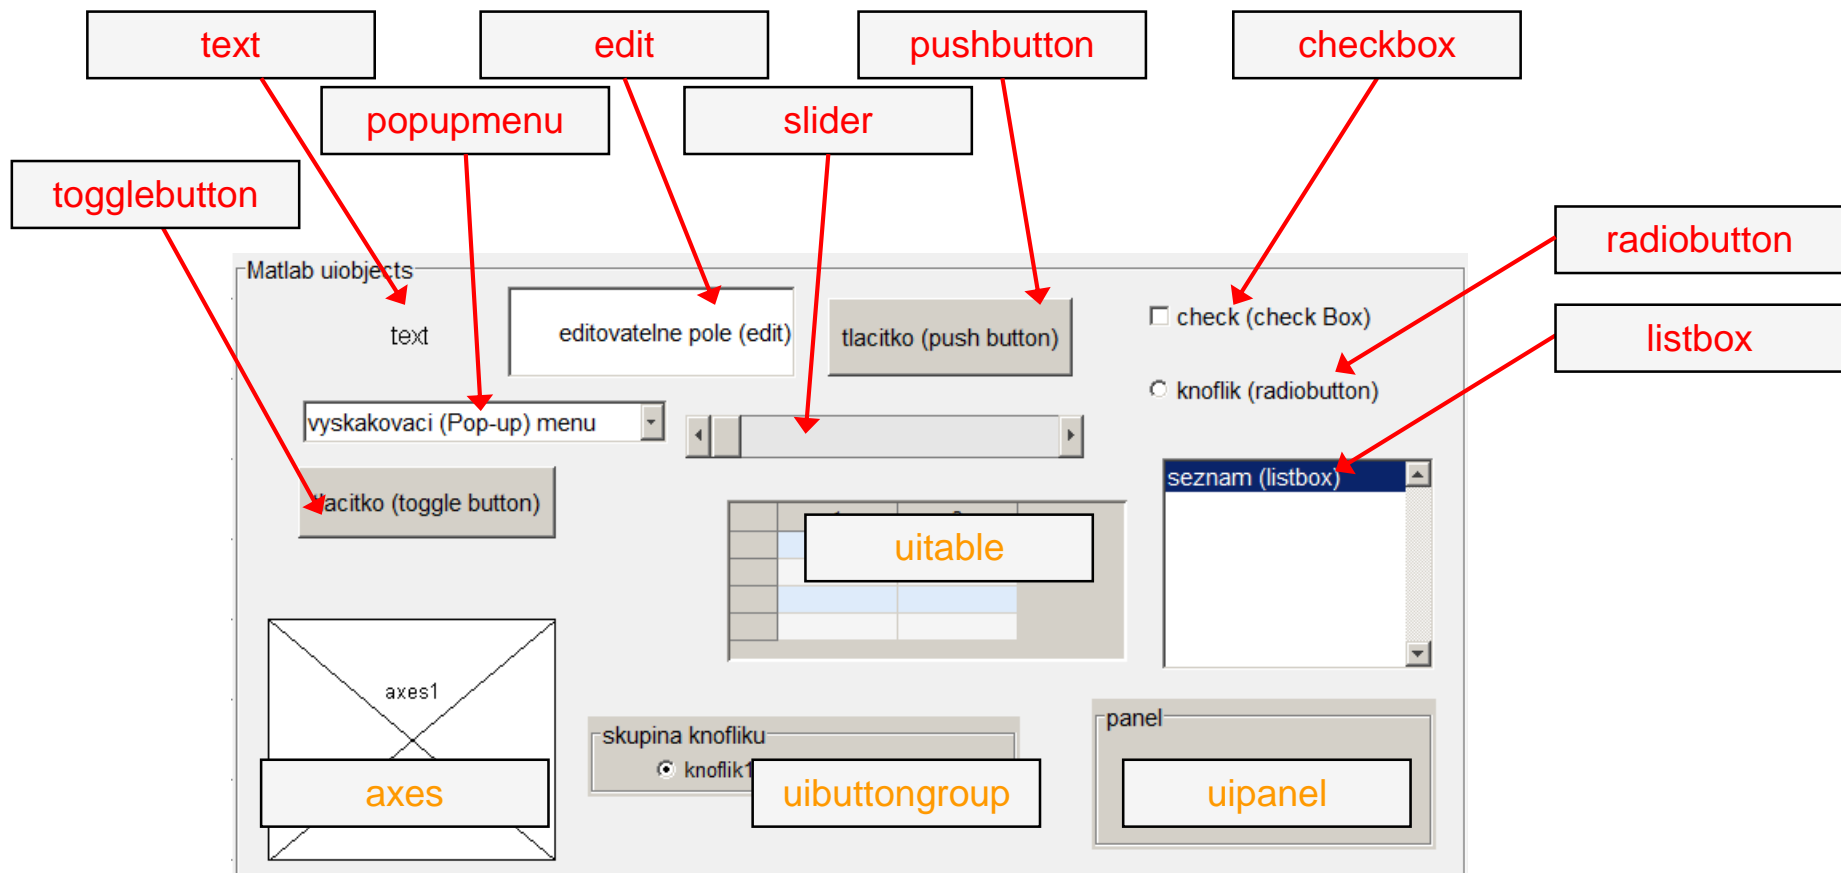 text
edit
pushbutton
checkbox
popupmenu
slider
togglebutton
radiobutton
listbox
Matlab uiobjects
text
editovatelne pole (edit)
tlacitko (push button)
check (check Box)
knoflik (radiobutton)
vyskakovaci (Pop-up) menu
seznam (listbox)
tlacitko (toggle button)
uitable
axes1
skupina knofliku
knoflik1
panel
axes
uibuttongroup
uipanel